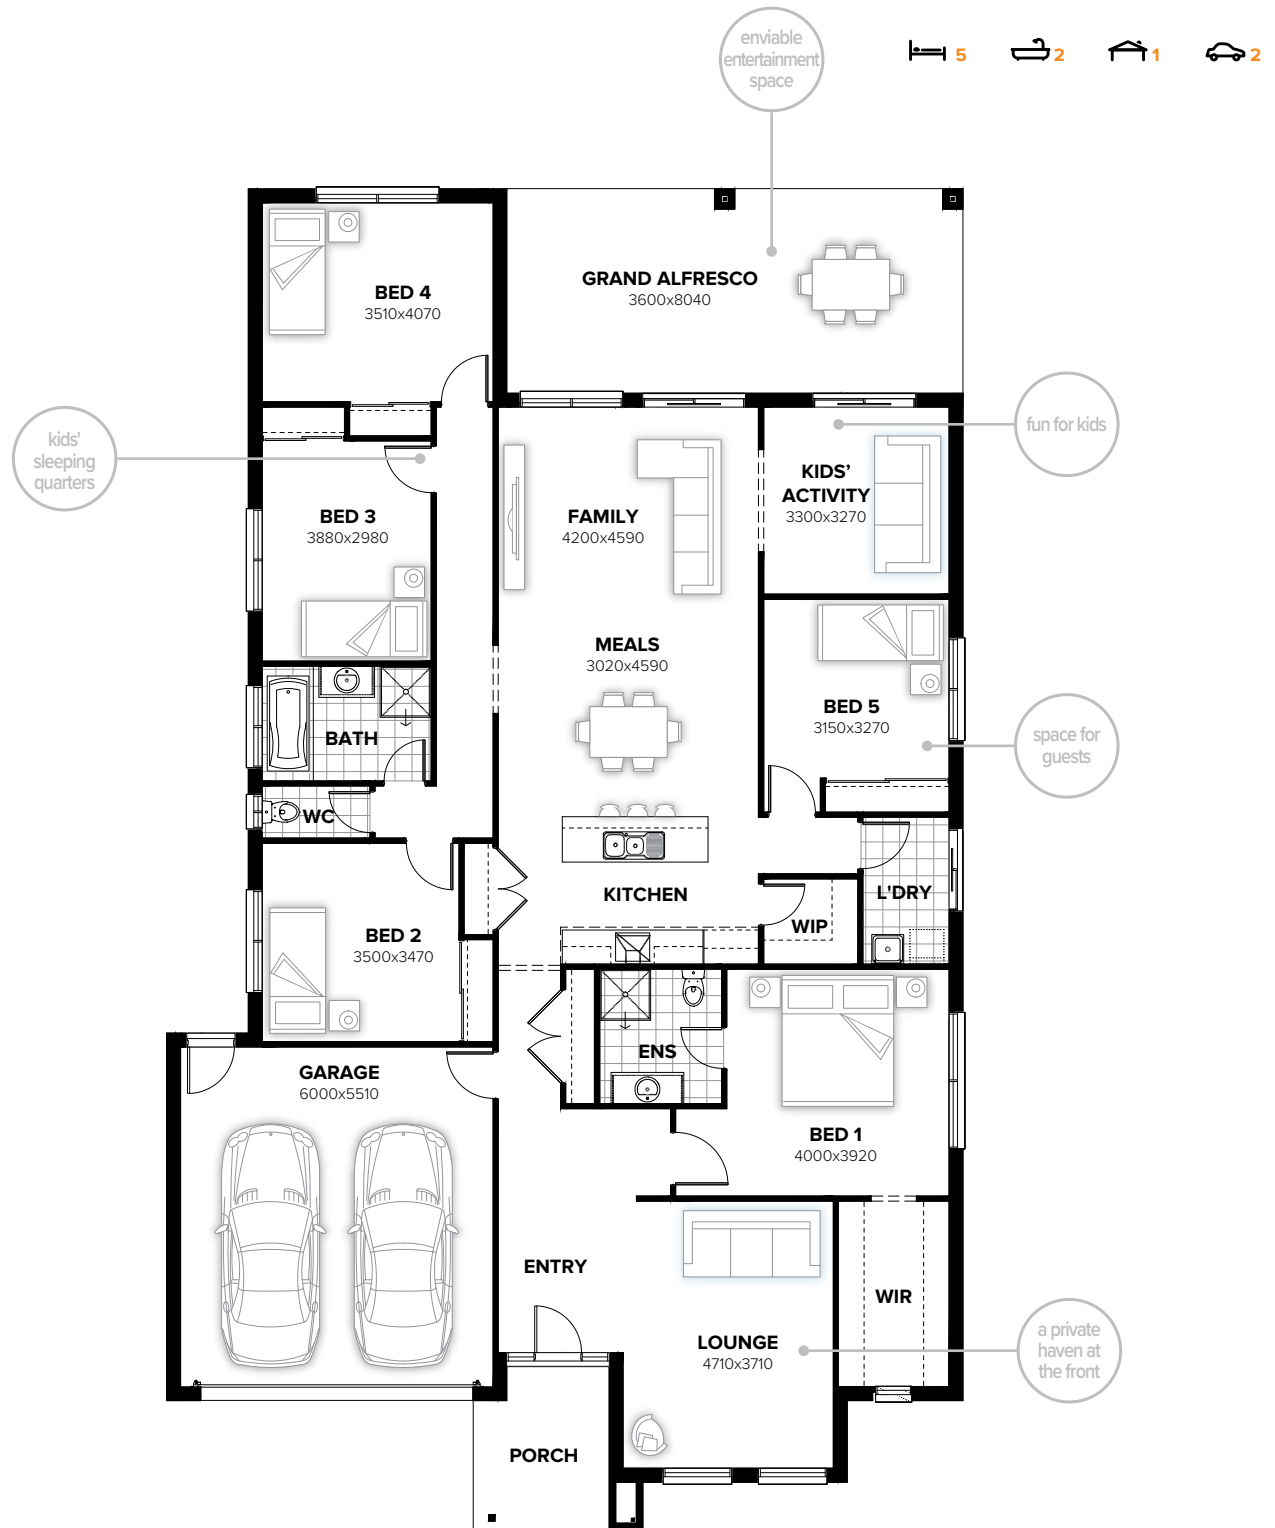 enviable
entertainment
space
5
2
1
2
BED 4
3510x4070
GRAND ALFRESCO
3600x8040
kids'
sleeping
quarters
fun for kids
KIDS’
ACTIVITY
3300x3270
BED 3
3880x2980
FAMILY
4200x4590
MEALS
3020x4590
BED 5
3150x3270
space for
guests
BATH
WC
KITCHEN
L'DRY
WIP
BED 2
3500x3470
ENS
GARAGE
6000x5510
BED 1
4000x3920
ENTRY
WIR
LOUNGE
4710x3710
a private
haven at
the front
PORCH